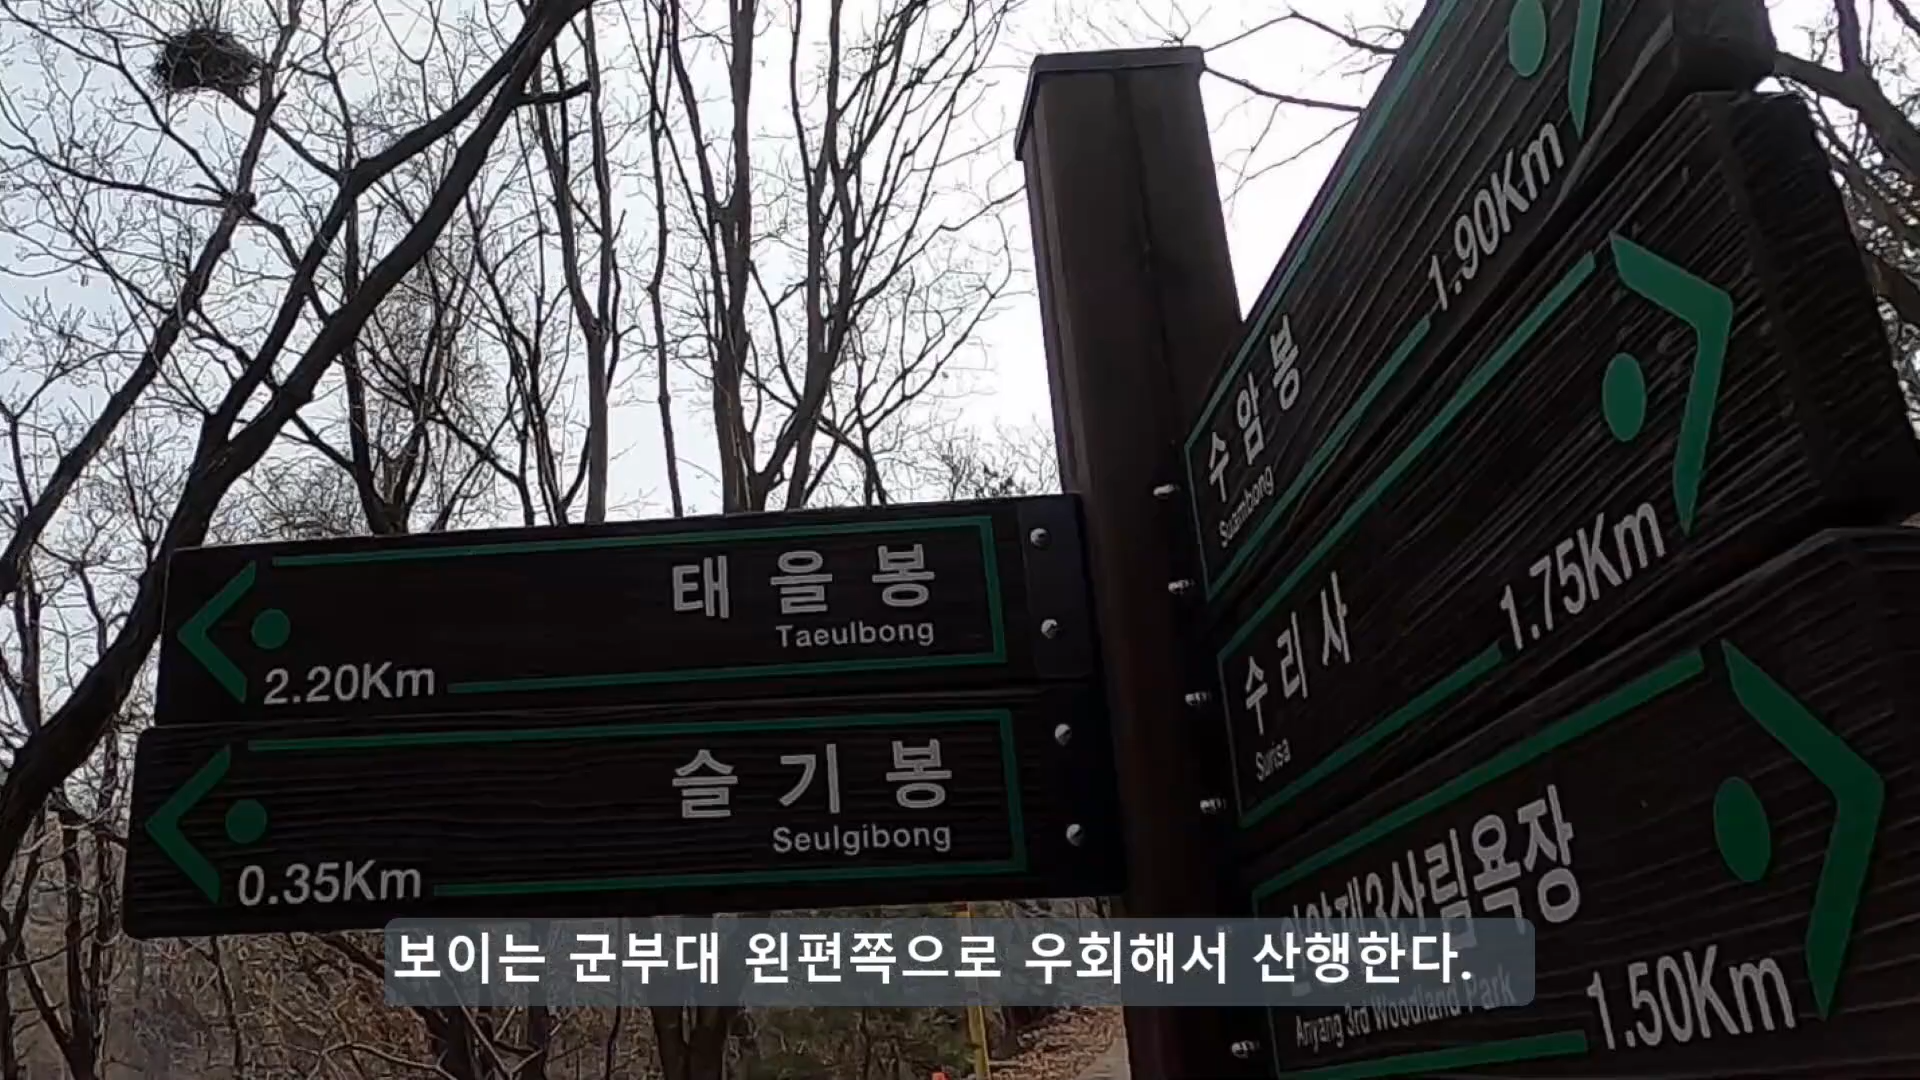 태을봉
Taeulbong
2.20Km
슬기봉
Seulgibong
0.35Km
수암봉
Suambong
1.90Km
수리사
Surisa
1.75Km
안양제3산림욕장
Anyang 3rd Woodland Park
1.50Km
보이는 군부대 왼편쪽으로 우회해서 산행한다.